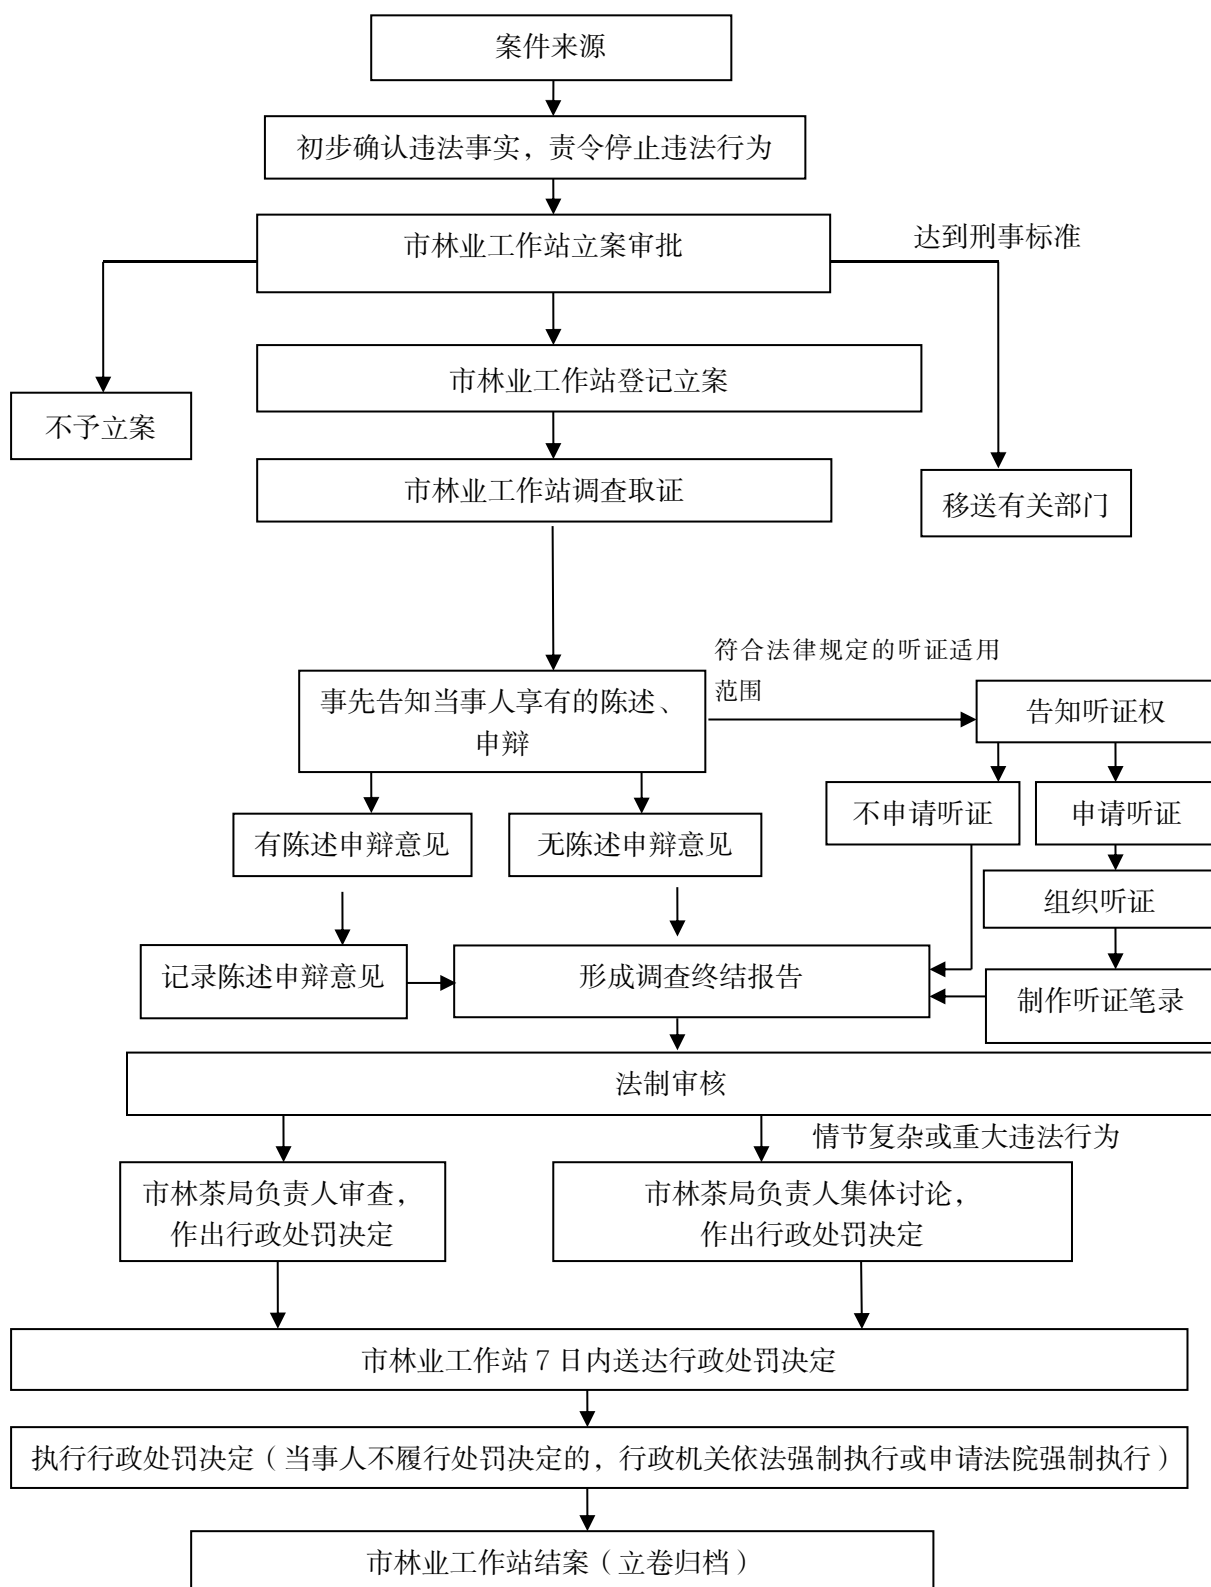 案件来源
初步确认违法事实，责令停止违法行为
市林业工作站立案审批
达到刑事标准
市林业工作站登记立案
不予立案
市林业工作站调查取证
移送有关部门
符合法律规定的听证适用
范围
事先告知当事人享有的陈述、
申辩
告知听证权
不申请听证
申请听证
有陈述申辩意见
无陈述申辩意见
组织听证
记录陈述申辩意见
形成调查终结报告
制作听证笔录
法制审核
情节复杂或重大违法行为
市林茶局负责人审查，
作出行政处罚决定
市林茶局负责人集体讨论，
作出行政处罚决定
市林业工作站 7 日内送达行政处罚决定
执行行政处罚决定（当事人不履行处罚决定的，行政机关依法强制执行或申请法院强制执行）
市林业工作站结案（立卷归档）